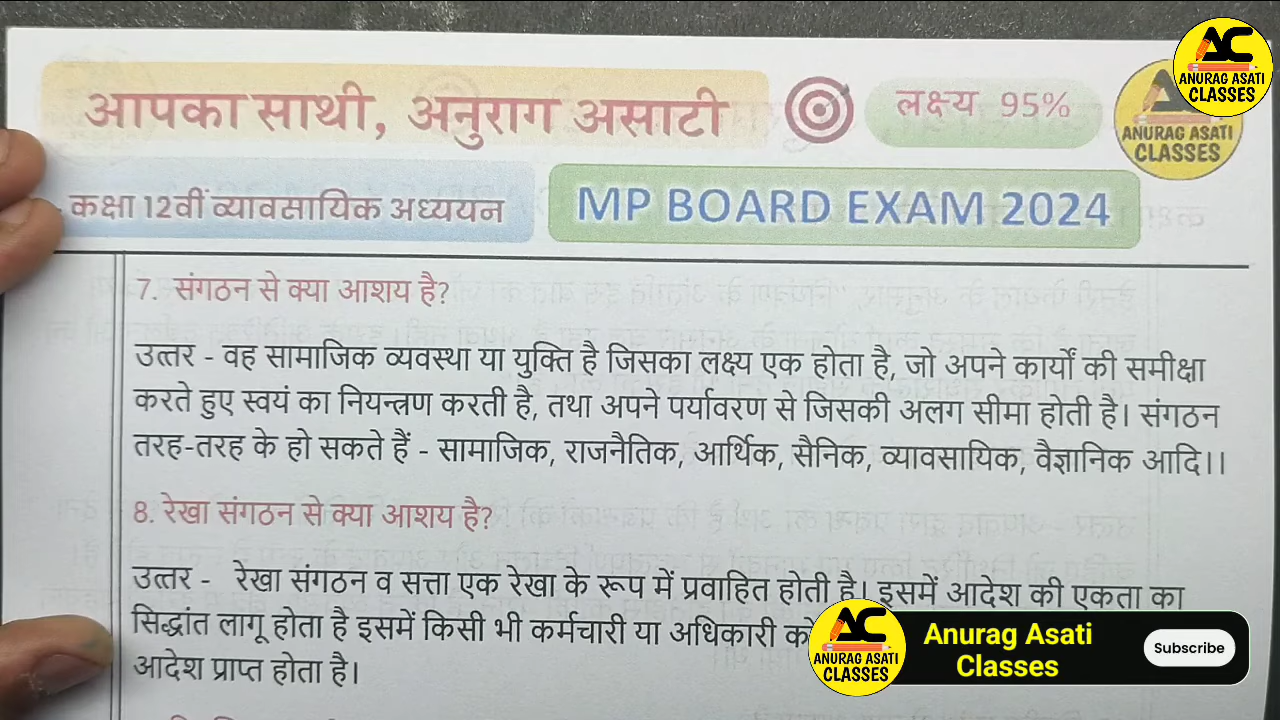 आपका साथी, अनुराग असाटी
लक्ष्य 95%
ANURAG ASATI
CLASSES
ANURAG ASATI
CLASSES
कक्षा 12वीं व्यावसायिक अध्ययन
MP BOARD EXAM 2024
7. संगठन से क्या आशय है?
उत्तर - वह सामाजिक व्यवस्था या युक्ति है जिसका लक्ष्य एक होता है, जो अपने कार्यों की समीक्षा
करते हुए स्वयं का नियन्त्रण करती है, तथा अपने पर्यावरण से जिसकी अलग सीमा होती है। संगठन
तरह-तरह के हो सकते हैं - सामाजिक, राजनैतिक, आर्थिक, सैनिक, व्यावसायिक, वैज्ञानिक आदि।।
8. रेखा संगठन से क्या आशय है?
उत्तर - रेखा संगठन व सत्ता एक रेखा के रूप में प्रवाहित होती है। इसमें आदेश की एकता का
सिद्धांत लागू होता है इसमें किसी भी कर्मचारी या अधिकारी को
आदेश प्राप्त होता है।
ANURAG ASATI
CLASSES
Anurag Asati
Classes
Subscribe